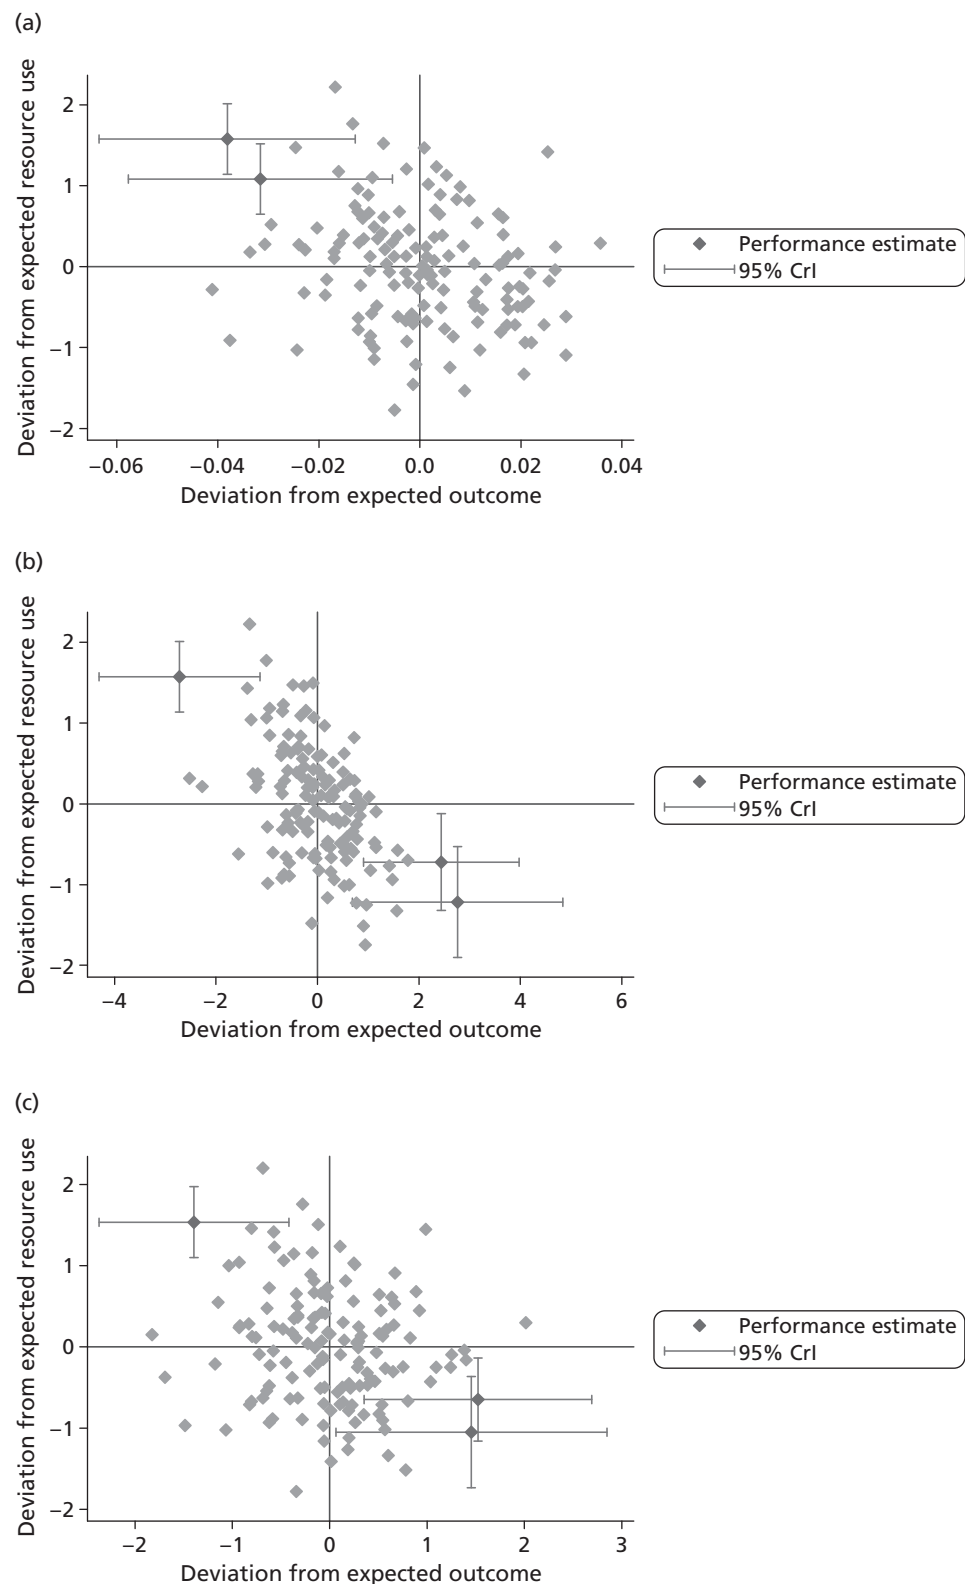 (a)
Deviation from expected resource use
2
1
0
−1
−2
−0.06
−0.04
−0.02
0.0
0.02
0.04
Deviation from expected outcome
Performance estimate
95% CrI
(b)
Deviation from expected resource use
2
1
0
−1
−2
−4
−2
0
2
4
6
Deviation from expected outcome
Performance estimate
95% CrI
(c)
Deviation from expected resource use
2
1
0
−1
−2
−2
−1
0
1
2
3
Deviation from expected outcome
Performance estimate
95% CrI